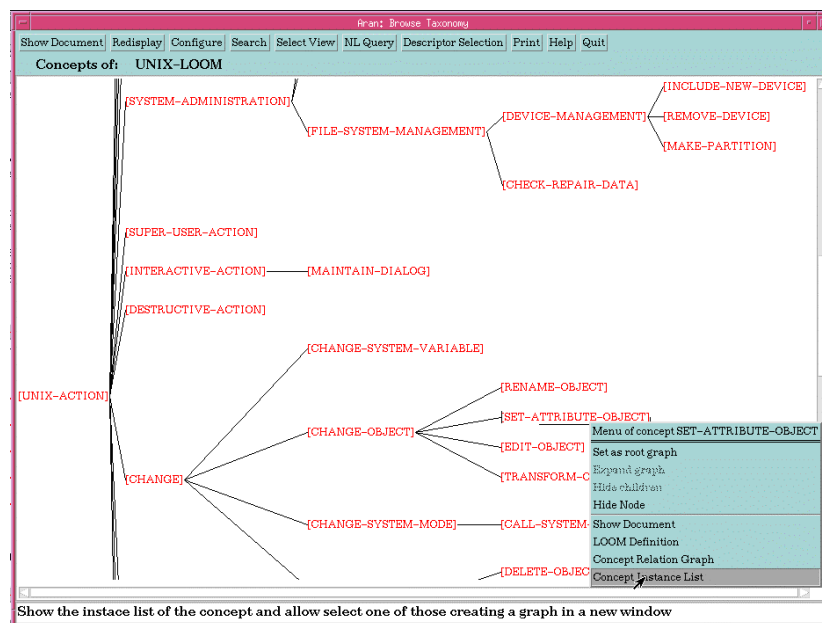 Aran: Browse Taxonomy
Show Document Redisplay Configure Search Select View NL Query Descriptor Selection Print Help Quit
Concepts of: UNIX-LOOM
[INCLUDE-NEW-DEVICE]
[SYSTEM-ADMINISTRATION]
[DEVICE-MANAGEMENT] [REMOVE-DEVICE]
[FILE-SYSTEM-MANAGEMENT]
[MAKE-PARTITION]
[CHECK-REPAIR-DATA]
[SUPER-USER-ACTION]
[INTERACTIVE-ACTION] [MAINTAIN-DIALOG]
[DESTRUCTIVE-ACTION]
[CHANGE-SYSTEM-VARIABLE]
[RENAME-OBJECT]
[UNIX-ACTION]
[SET-ATTRIBUTE-OBJECT]
[CHANGE-OBJECT]
[EDIT-OBJECT]
[CHANGE] [TRANSFORM-O
[CHANGE-SYSTEM-MODE] [CALL-SYSTEM-
[DELETE-OBJEC
Menu of concept SET-ATTRIBUTE-OBJECT
Set as root graph
Expand graph
Hide children
Hide Node
Show Document
LOOM Definition
Concept Relation Graph
Concept Instance List
Show the instace list of the concept and allow select one of those creating a graph in a new window